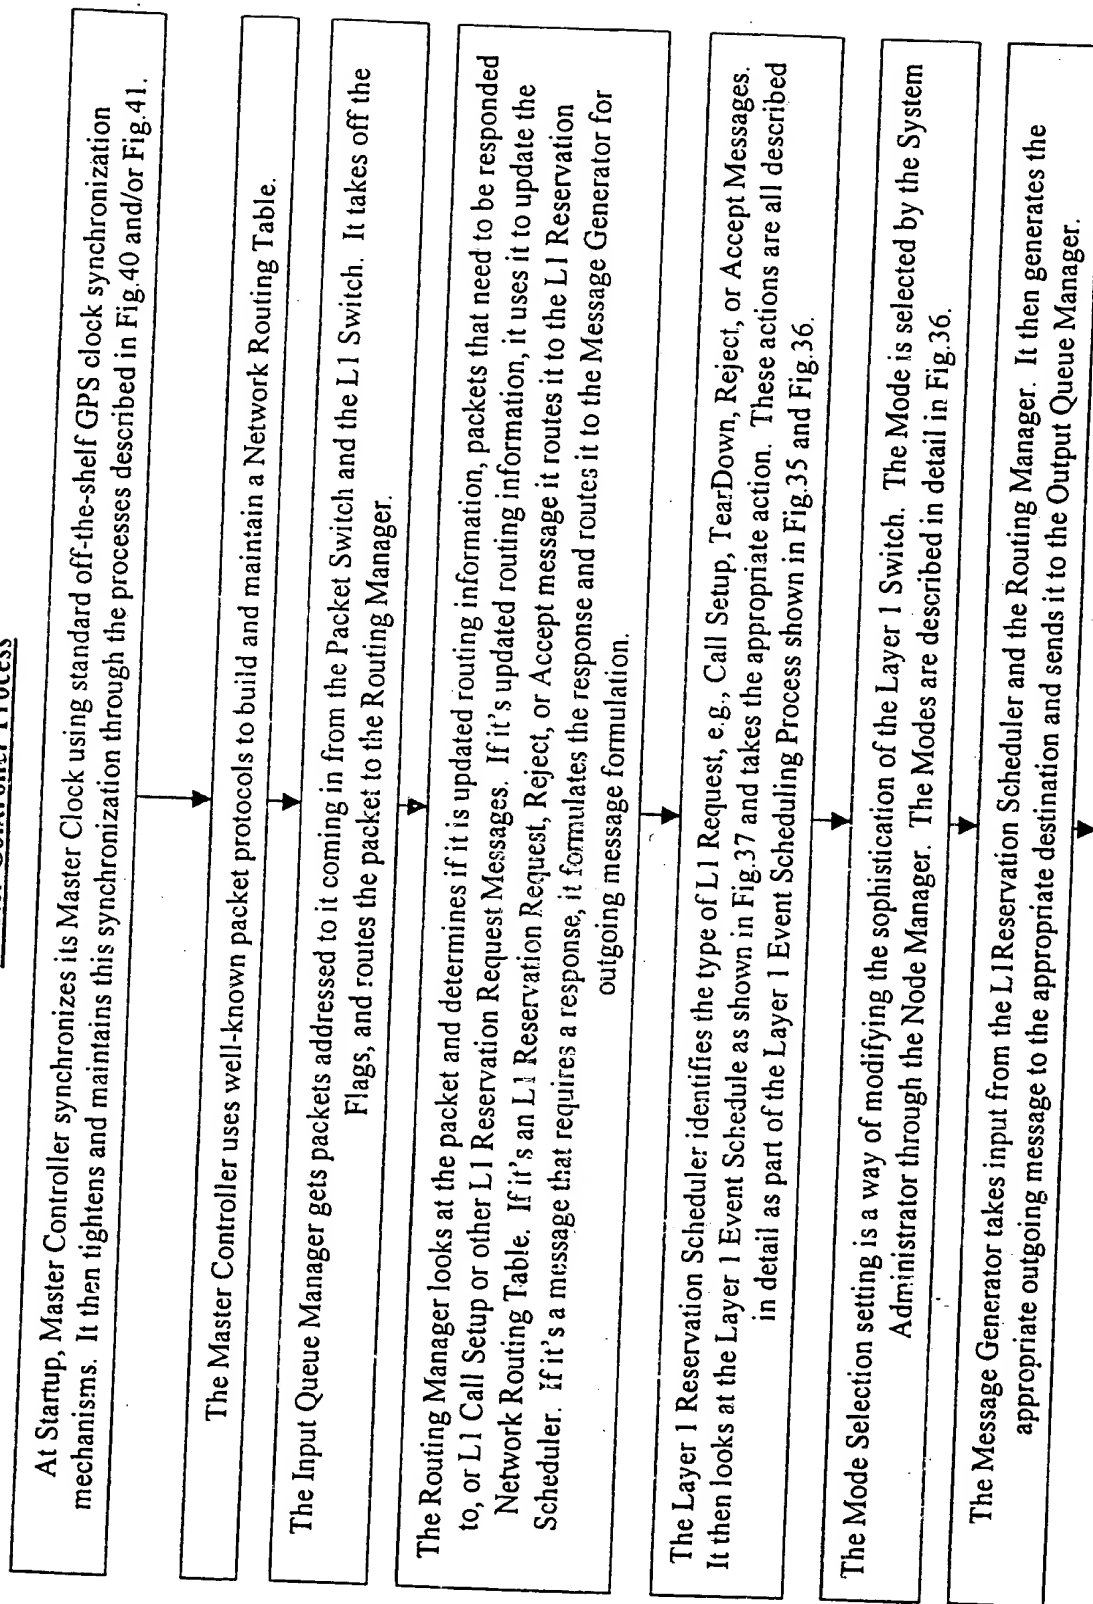 Controller Process
At Startup, Master Controller synchronizes its Master Clock using standard off-the-shelf GPS clock synchronization
mechanisms. It then tightens and maintains this synchronization through the processes described in Fig.40 and/or Fig.41.
The Master Controller uses well-known packet protocols to build and maintain a Network Routing Table.
The Input Queue Manager gets packets addressed to it coming in from the Packet Switch and the L1 Switch. It takes off the
Flags, and routes the packet to the Routing Manager.
The Routing Manager looks at the packet and determines if it is updated routing information, packets that need to be responded
to, or L1 Call Setup or other L1 Reservation Request Messages. If it's updated routing information, it uses it to update the
Network Routing Table. If it's an L1 Reservation Request, Reject, or Accept message it routes it to the L1 Reservation
Scheduler. If it's a message that requires a response, it formulates the response and routes it to the Message Generator for
outgoing message formulation.
The Layer 1 Reservation Scheduler identifies the type of L1 Request, e.g., Call Setup, TearDown, Reject, or Accept Messages.
It then looks at the Layer 1 Event Schedule as shown in Fig.37 and takes the appropriate action. These actions are all described
in detail as part of the Layer 1 Event Scheduling Process shown in Fig.35 and Fig.36.
The Mode Selection setting is a way of modifying the sophistication of the Layer 1 Switch. The Mode is selected by the System
Administrator through the Node Manager. The Modes are described in detail in Fig.36.
The Message Generator takes input from the L1Reservation Scheduler and the Routing Manager. It then generates the
appropriate outgoing message to the appropriate destination and sends it to the Output Queue Manager.